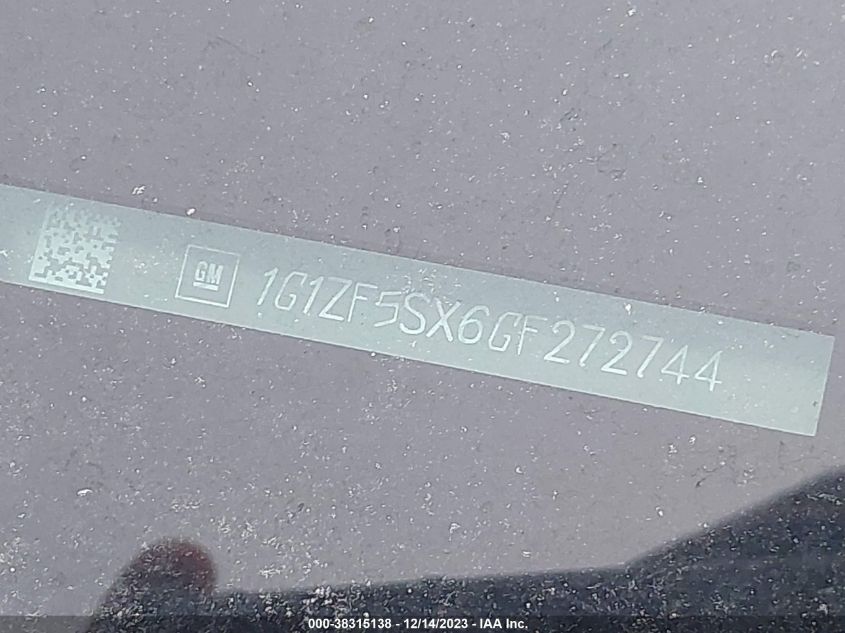 GM 1G1ZF5SX6GF272744
000-38315138 - 12/14/2023 - IAA Inc.